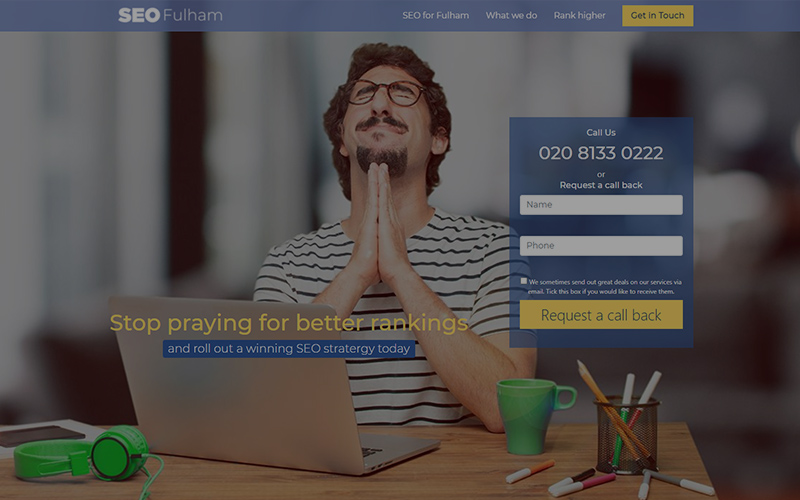 SEO Fulham
SEO for Fulham
What we do
Rank higher
Get in Touch
Call Us
020 8133 0222
or
Request a call back
Name
Phone
We sometimes send out great deals on our services via
email. Tick this box if you would like to receive them.
Request a call back
Stop praying for better rankings
and roll out a winning SEO stratergy today